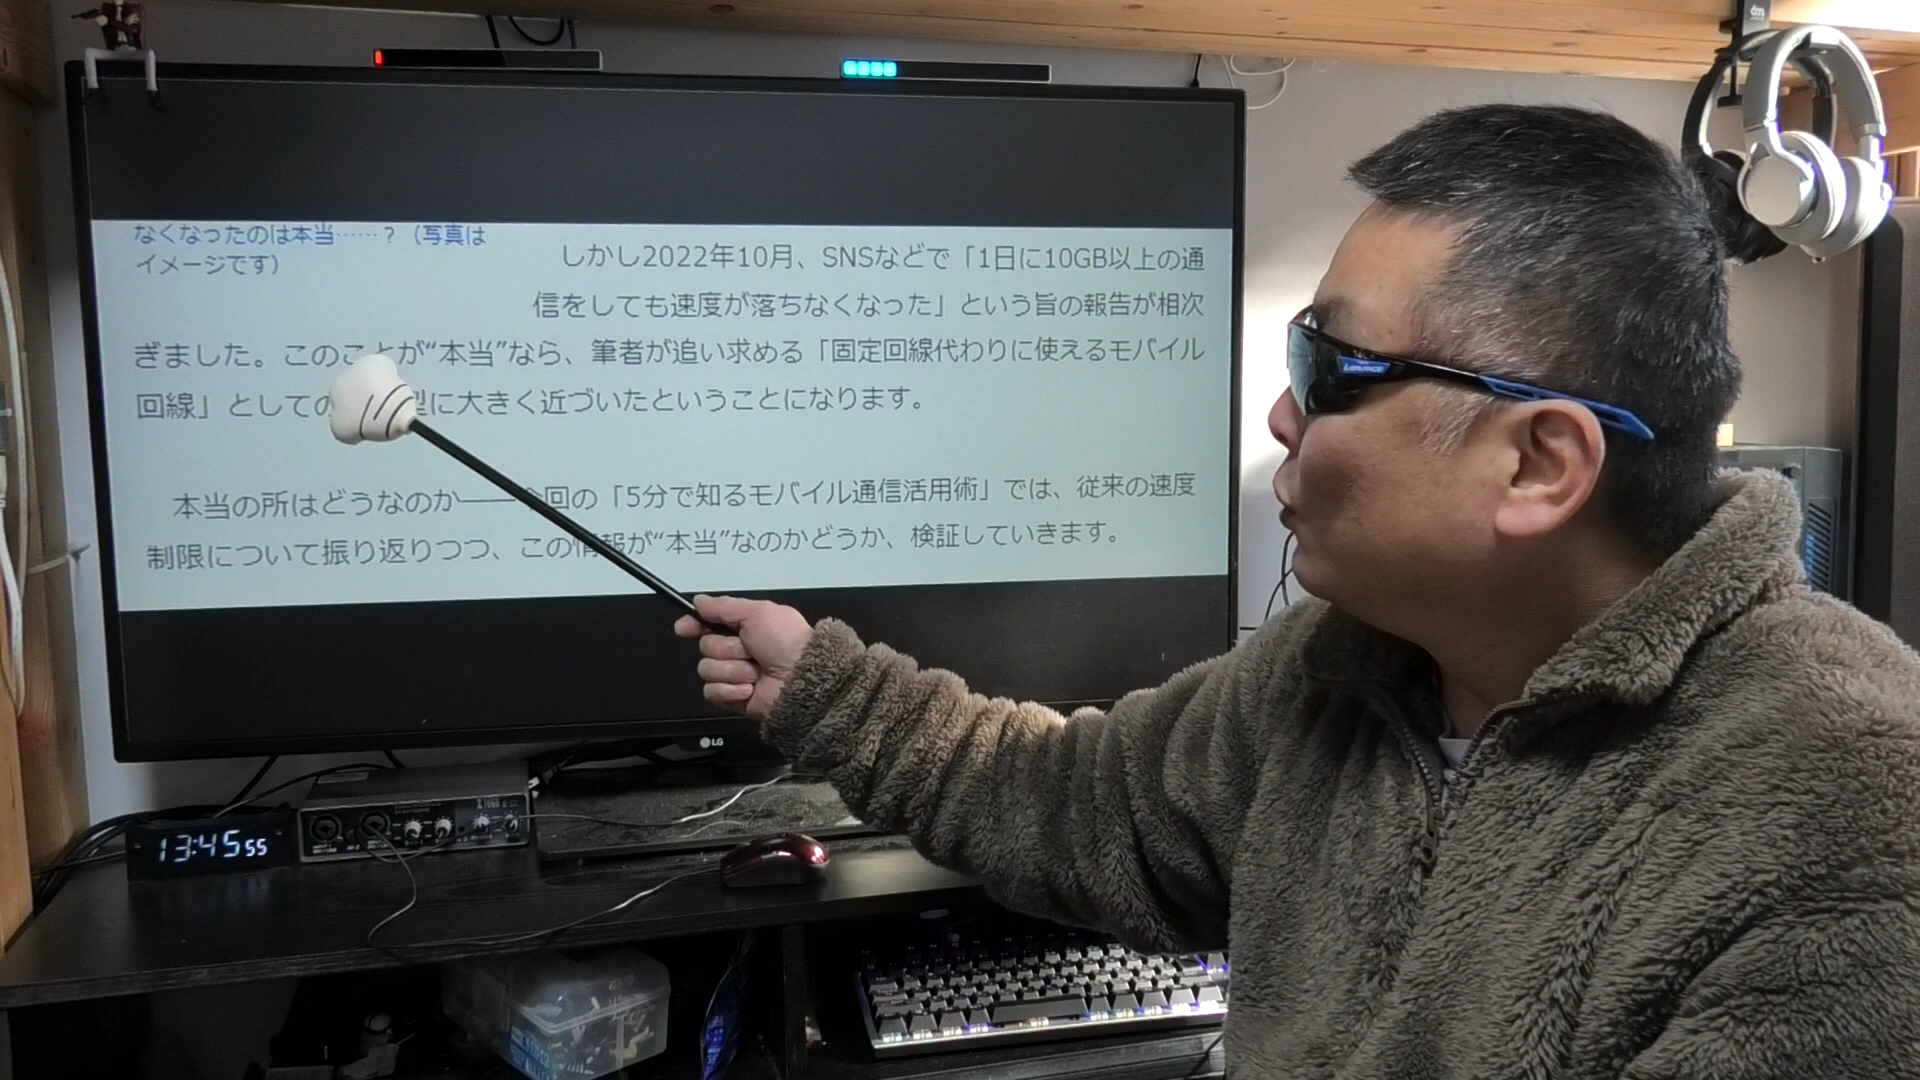 なくなったのは本当……？（写真は
イメージです）
しかし2022年10月、SNSなどで「1日に10GB以上の通
信をしても速度が落ちなくなった」という旨の報告が相次
ぎました。このことが“本当”なら、筆者が追い求める「固定回線代わりに使えるモバイル
回線」としての型に大きく近づいたということになります。
本当の所はどうなのか――今回の「5分で知るモバイル通信活用術」では、従来の速度
制限について振り返りつつ、この情報が“本当”なのかどうか、検証していきます。
LG
13:45 55
dm